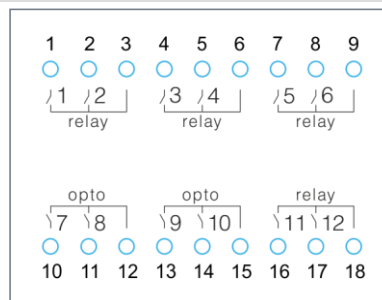 1 2 3 4 5 6 7 8 9
1 2 3 4 5 6
relay relay relay
opto opto relay
7 8 9 10 11 12
10 11 12 13 14 15 16 17 18